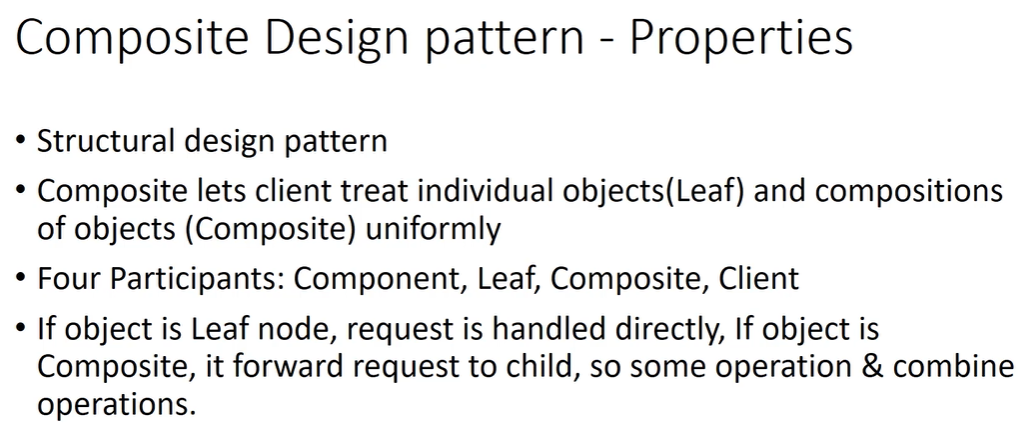 Composite Design pattern - Properties
• Structural design pattern
• Composite lets client treat individual objects(Leaf) and compositions
of objects (Composite) uniformly
• Four Participants: Component, Leaf, Composite, Client
• If object is Leaf node, request is handled directly, If object is
Composite, it forward request to child, so some operation & combine
operations.